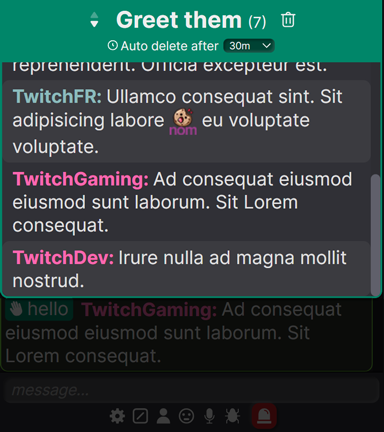 Greet them (7)
Auto delete after 30m
reprehenderit. Officia excepteur est.
TwitchFR: Ullamco consequat sint. Sit
adipisicing labore nom eu voluptate
voluptate.
TwitchGaming: Ad consequat eiusmod
eiusmod sunt laborum. Sit Lorem
consequat.
TwitchDev: Irure nulla ad magna mollit
nostrud.
hello TwitchGaming: Ad consequat
eiusmod eiusmod sunt laborum. Sit
Lorem consequat.
message...